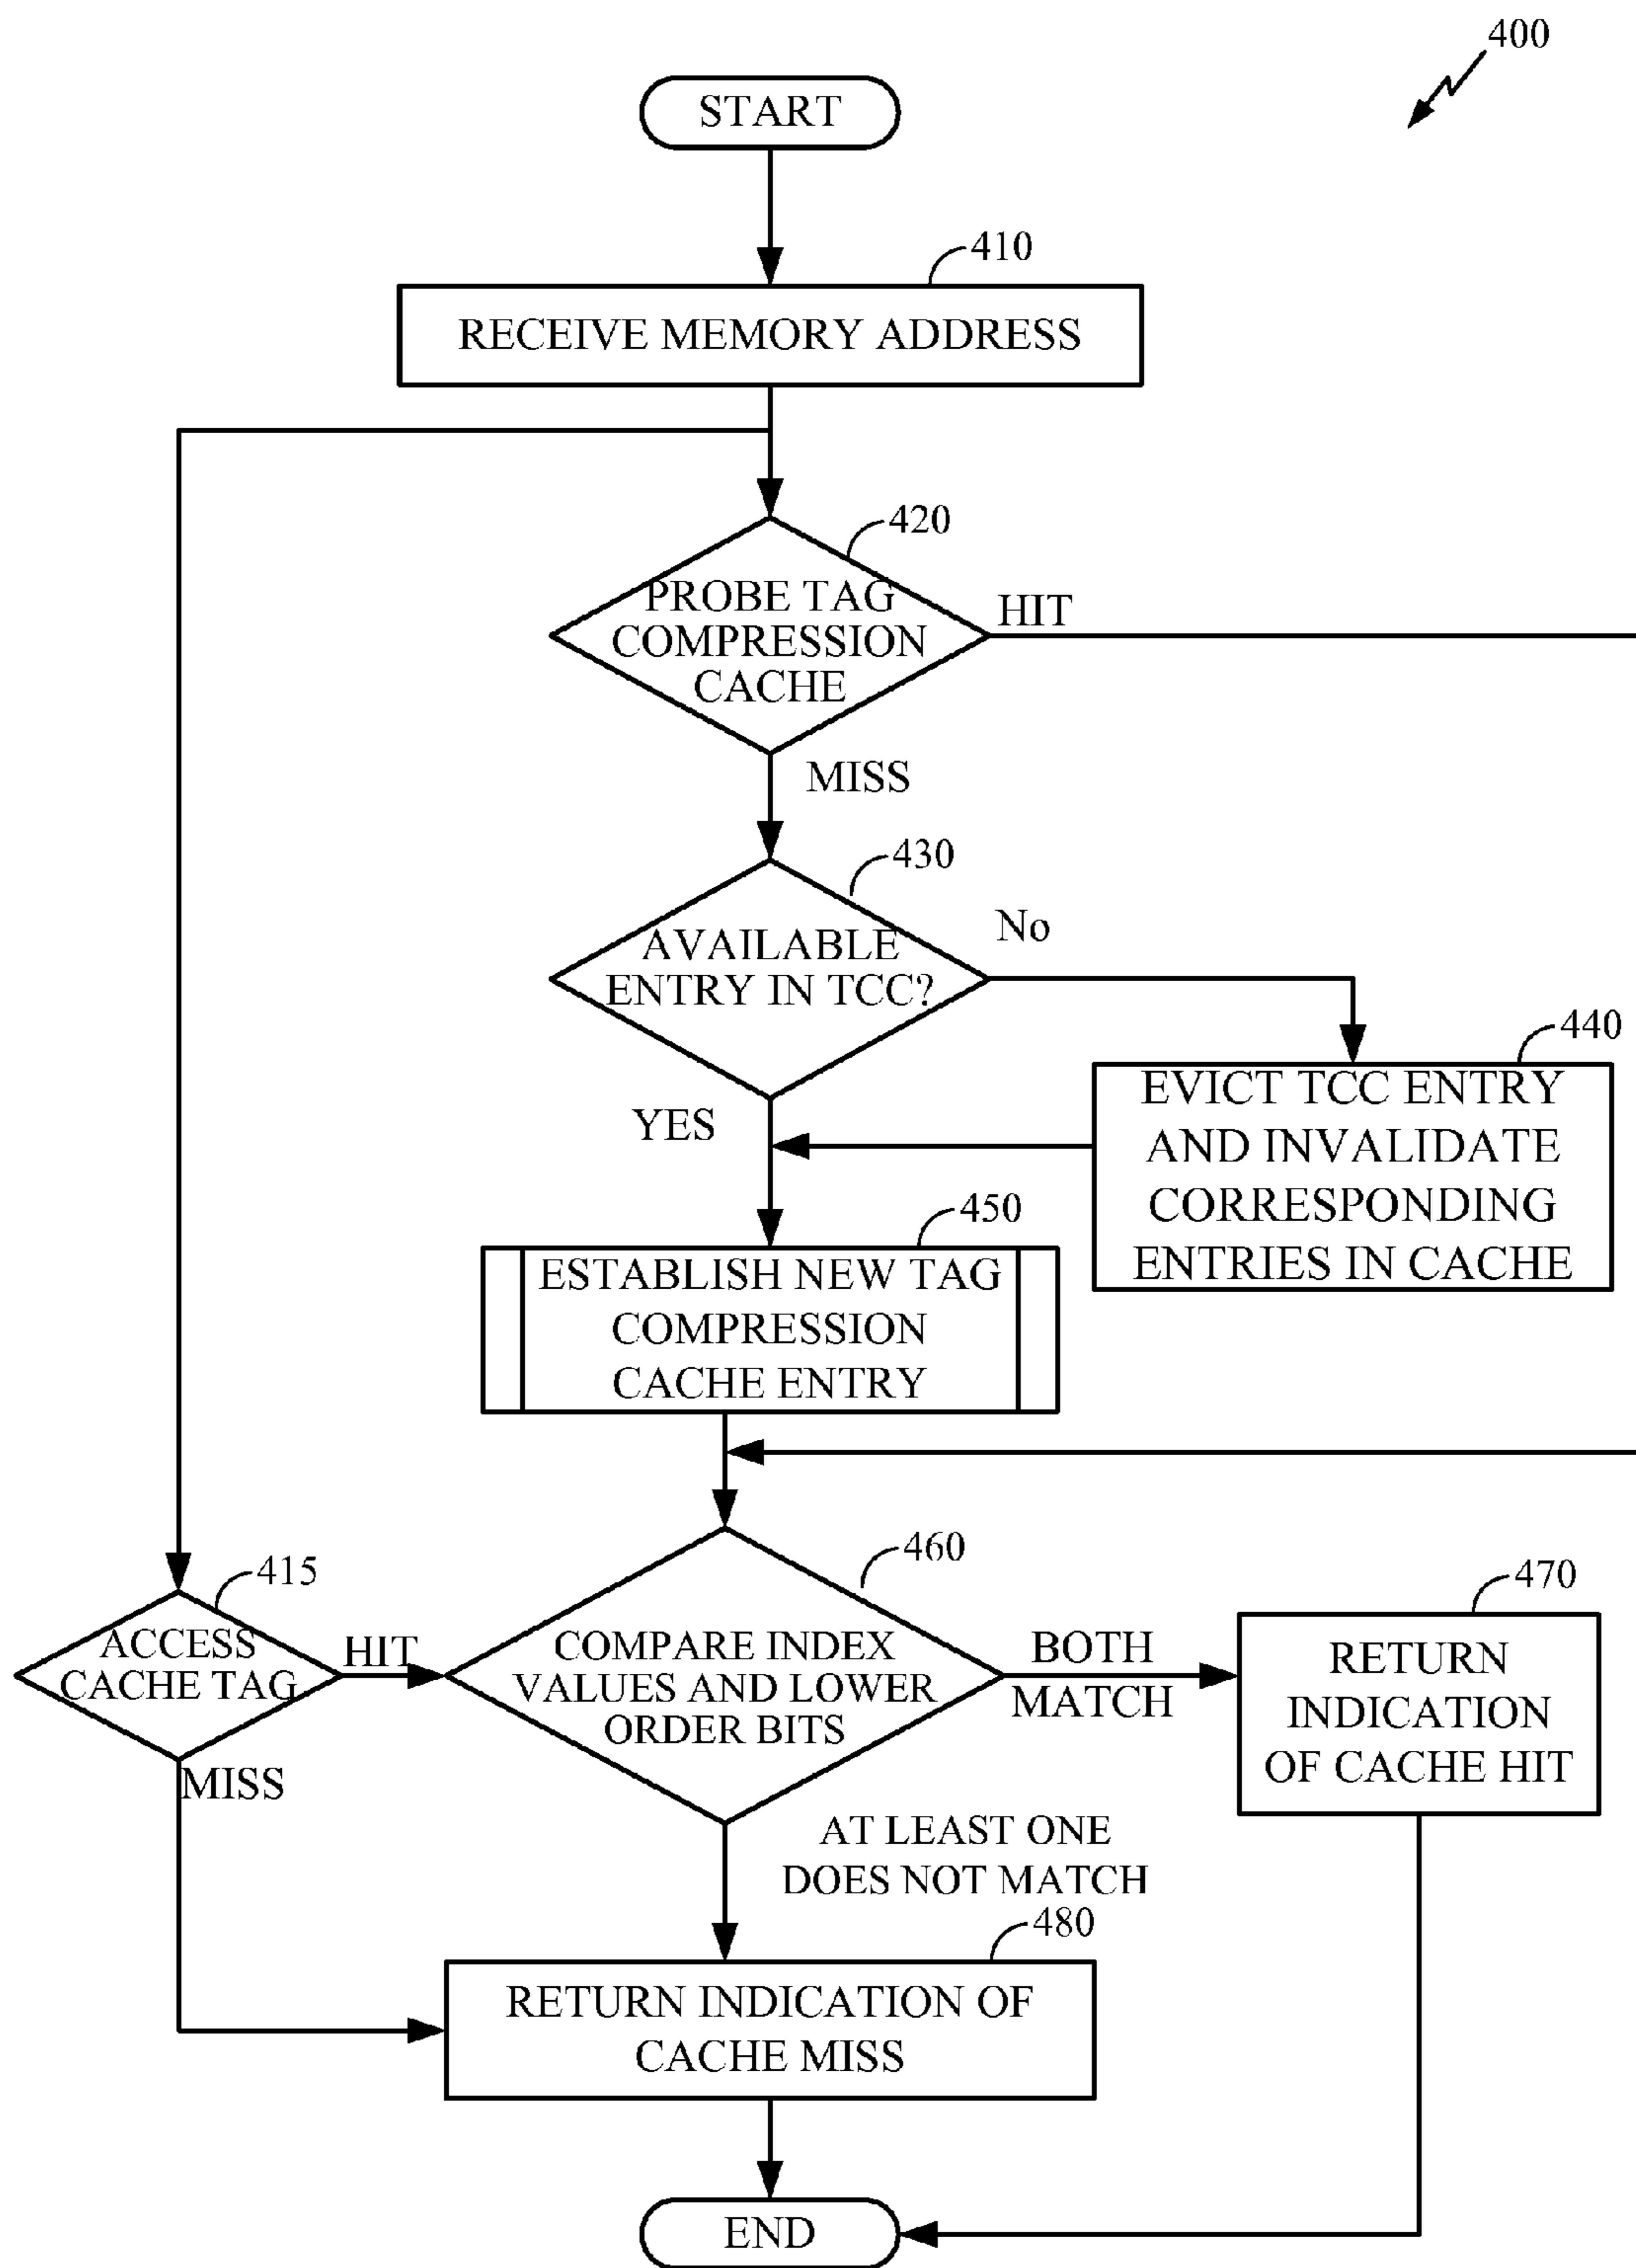 400
START
410
RECEIVE MEMORY ADDRESS
420
PROBE TAG
COMPRESSION
CACHE
HIT
MISS
430
AVAILABLE
ENTRY IN TCC?
No
YES
440
EVICT TCC ENTRY
AND INVALIDATE
CORRESPONDING
ENTRIES IN CACHE
450
ESTABLISH NEW TAG
COMPRESSION
CACHE ENTRY
415
ACCESS
CACHE TAG
HIT
MISS
460
COMPARE INDEX
VALUES AND LOWER
ORDER BITS
BOTH
MATCH
470
RETURN
INDICATION
OF CACHE HIT
AT LEAST ONE
DOES NOT MATCH
480
RETURN INDICATION OF
CACHE MISS
END